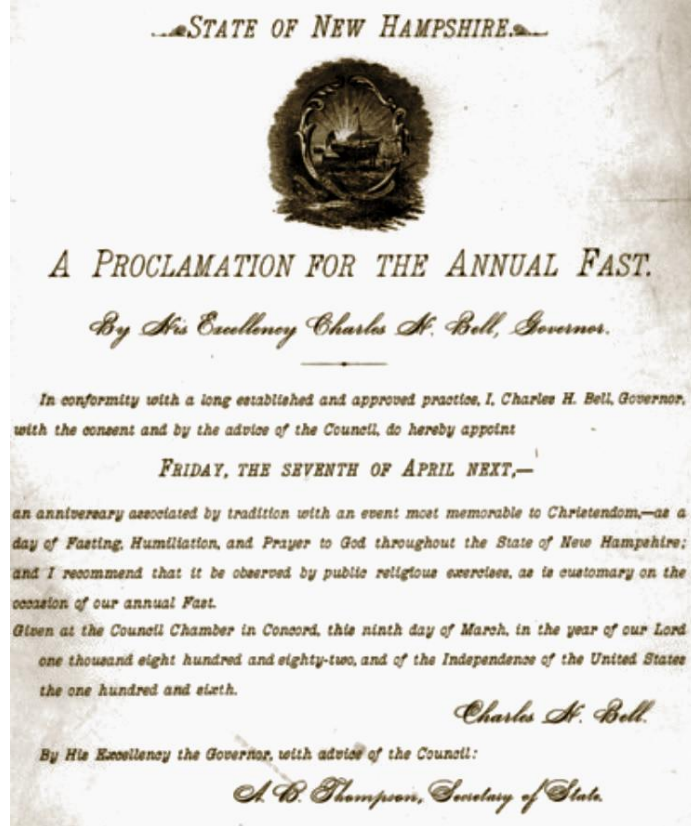 STATE OF NEW HAMPSHIRE.
A PROCLAMATION FOR THE ANNUAL FAST.
By His Excellency Charles H. Bell, Governor.
In conformity with a long established and approved practice, I, Charles H. Bell, Governor,
with the consent and by the advice of the Council, do hereby appoint
FRIDAY, THE SEVENTH OF APRIL NEXT,—
an anniversary associated by tradition with an event most memorable to Christendom,—as a
day of Fasting, Humiliation, and Prayer to God throughout the State of New Hampshire;
and I recommend that it be observed by public religious exercises, as is customary on the
occasion of our annual Fast.
Given at the Council Chamber in Concord, this ninth day of March, in the year of our Lord
one thousand eight hundred and eighty-two, and of the Independence of the United States
the one hundred and sixth.
Charles H. Bell.
By His Excellency the Governor, with advice of the Council:
A. B. Thompson, Secretary of State.